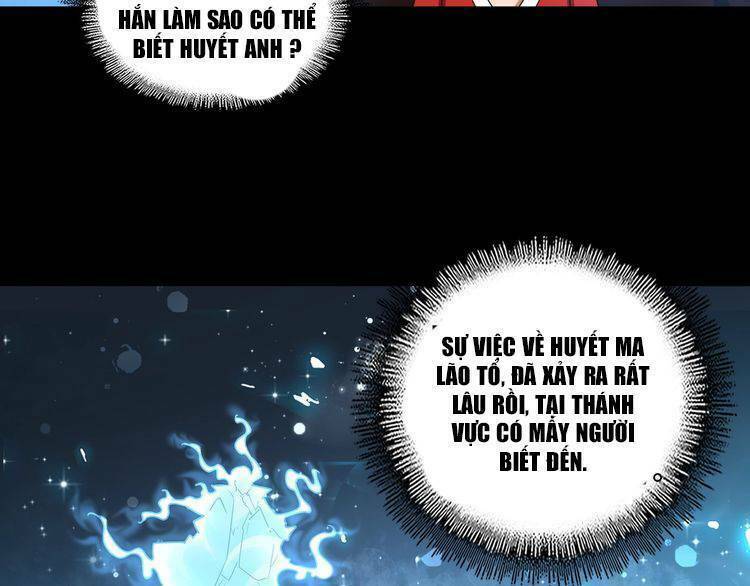 HẮN LÀM SAO CÓ THỂ
BIẾT HUYẾT ANH ?
SỰ VIỆC VỀ HUYẾT MA
LÃO TỔ, ĐÃ XẢY RA RẤT
LÂU RỒI, TẠI THÁNH
VỰC CÓ MẤY NGƯỜI
BIẾT ĐẾN.